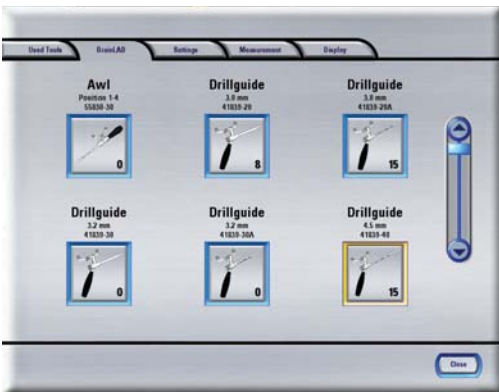 Used Tools BrainLAB Settings Measurement Display
Awl Drillguide Drillguide
Position 1-4 3.0 mm 3.0 mm
55830-30 41839-20 41839-20A
0 8 15
Drillguide Drillguide Drillguide
3.2 mm 3.2 mm 4.5 mm
41839-30 41839-30A 41839-40
0 0 15
Close